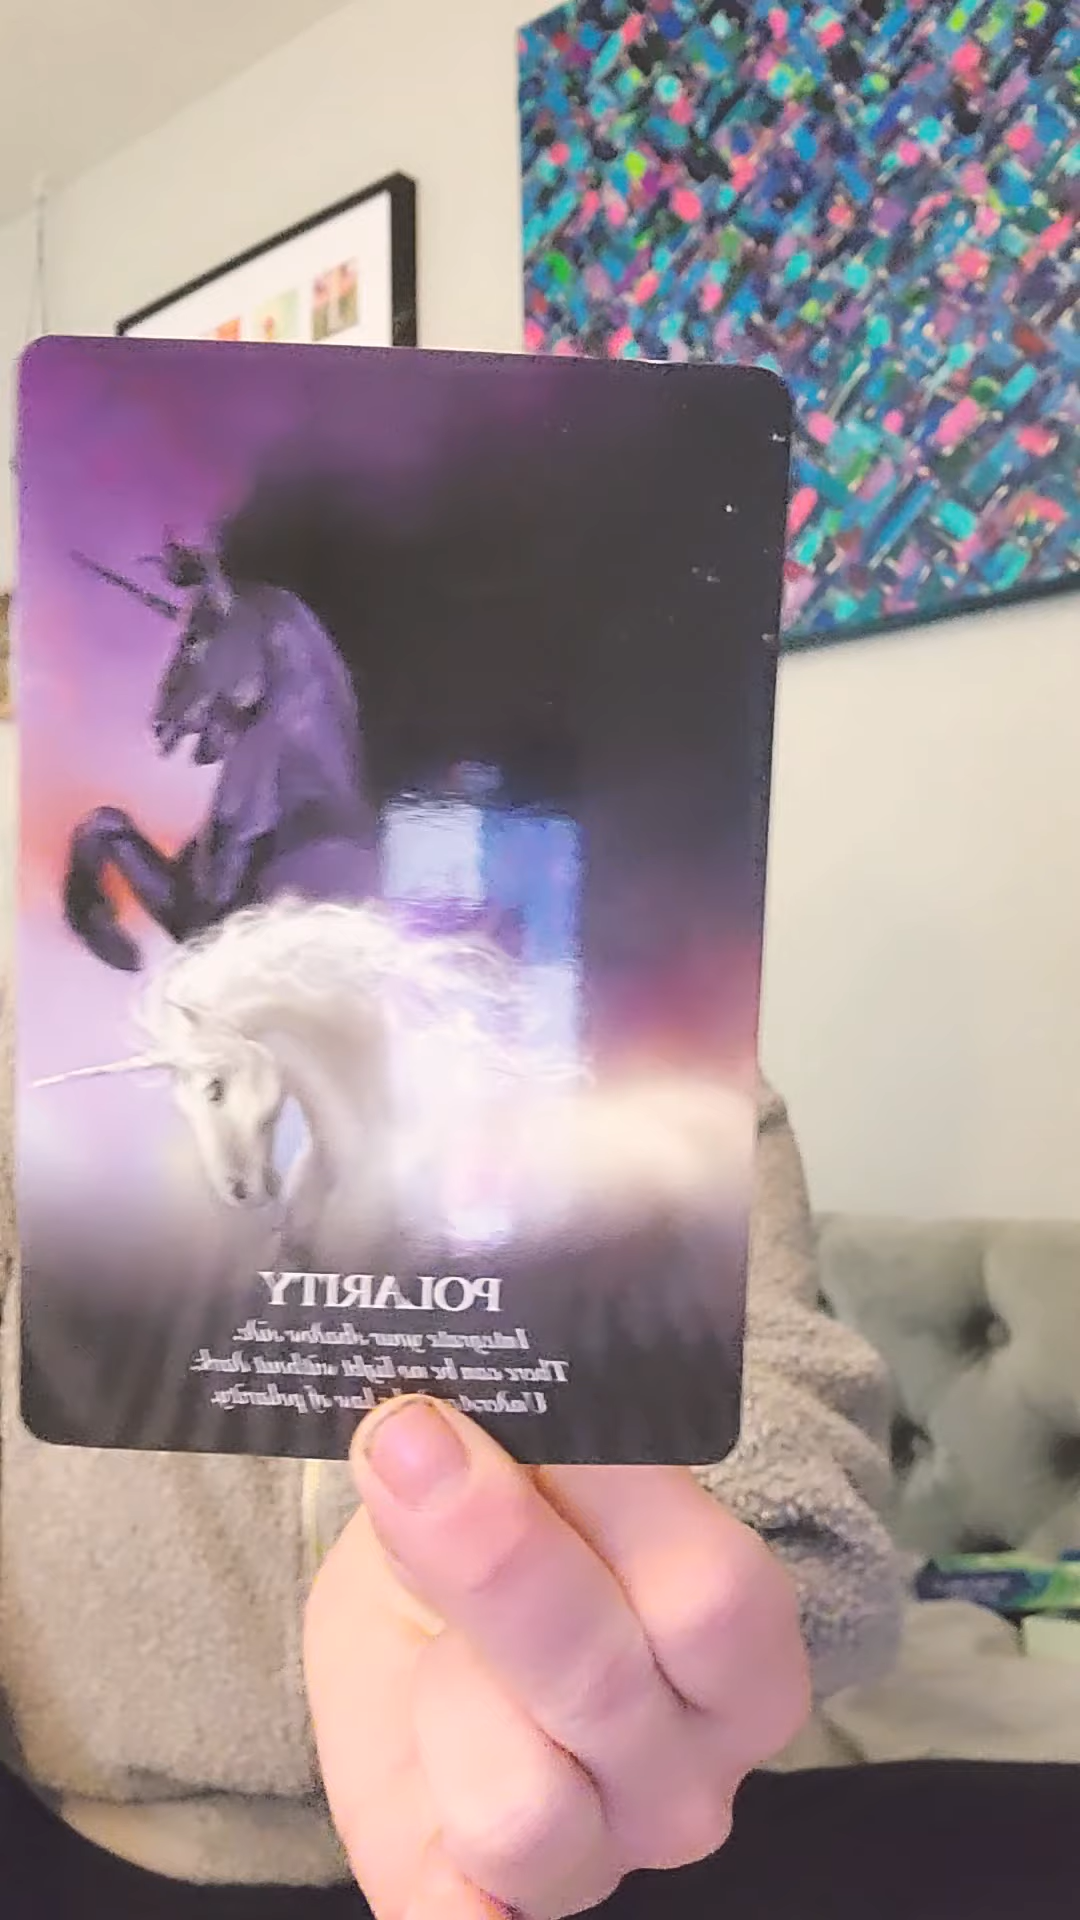 POLARITY
Integrate your shadow side.
There can be no light without dark.
law of polarity.